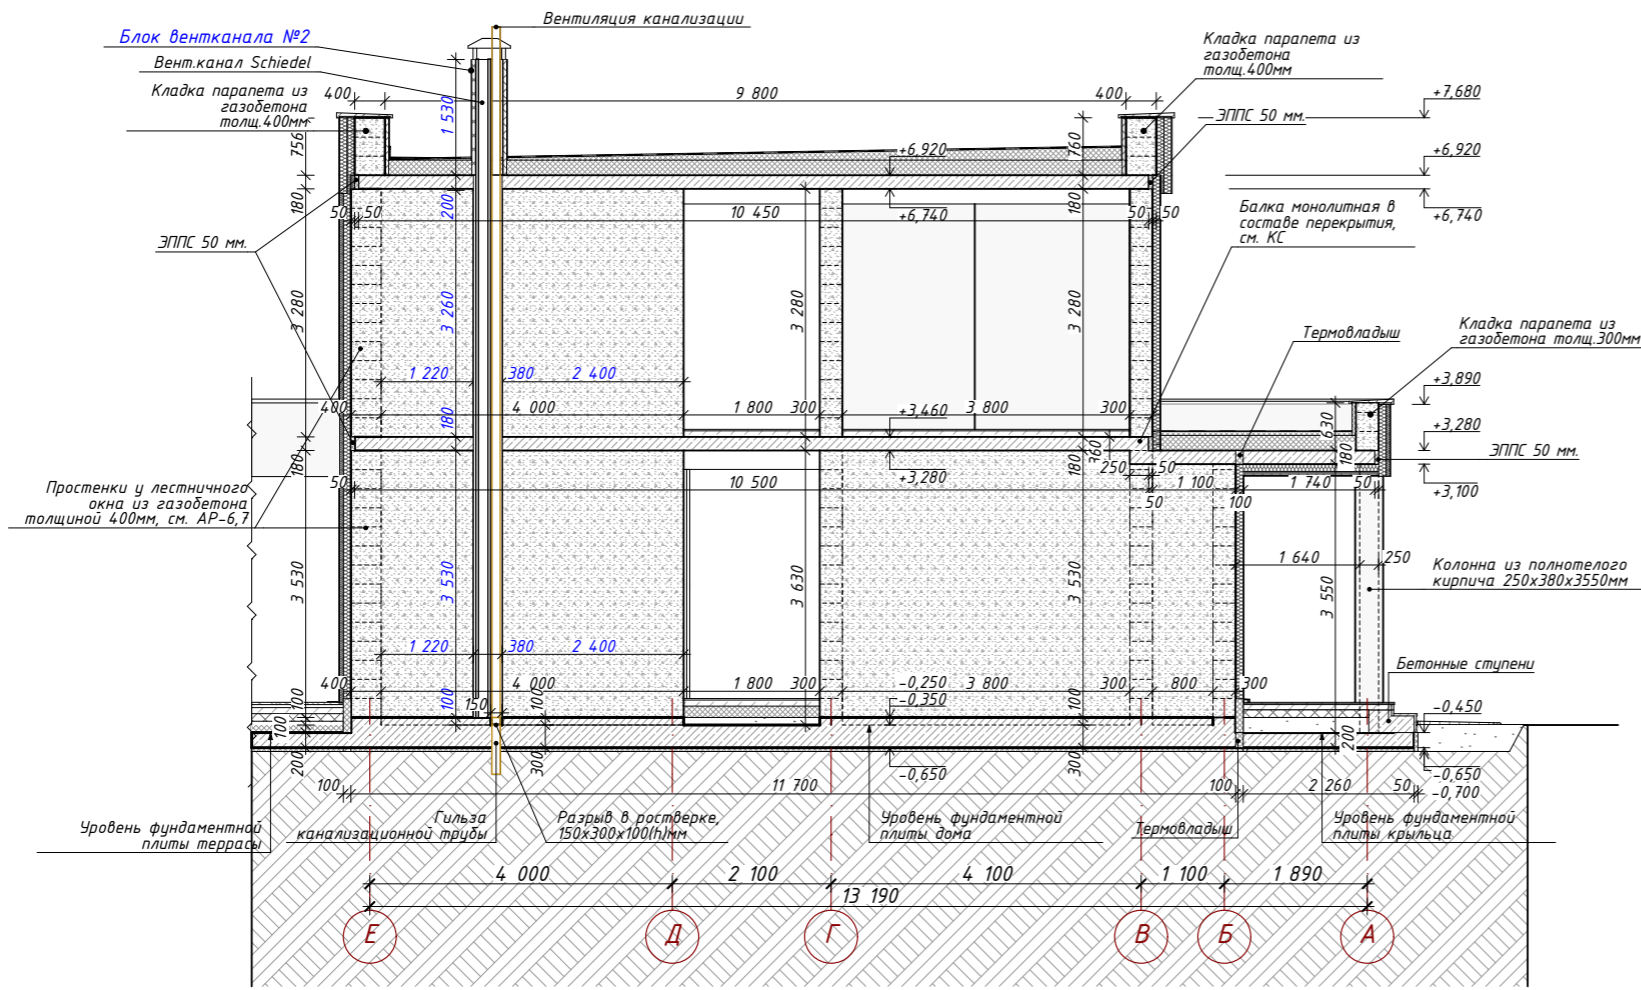 Вентиляция канализации
Блок вентканала №2
Вент.канал Schiedel
Кладка парапета из
газобетона
толщ.400мм
400
9 800
400
Кладка парапета из
газобетона
толщ.400мм
ЭППС 50 мм.
+7,680
+6,920
+6,740
1 530
756
180
200
760
180
+6,920
+6,740
50
50
10 450
50
50
Балка монолитная в
составе перекрытия,
см. КС
ЭППС 50 мм.
3 280
3 260
3 280
3 280
Термовладыш
Кладка парапета из
газобетона толщ.300мм
1 220
380
2 400
400
4 000
1 800
300
+3,460
3 800
300
+3,890
+3,280
+3,100
630
180
180
180
180
360
+3,280
250
50
ЭППС 50 мм.
50
10 500
50
1 100
100
1 740
50
Простенки у лестничного
окна из газобетона
толщиной 400мм, см. АР-6,7
3 530
3 530
3 630
3 530
1 640
250
3 550
Колонна из полнотелого
кирпича 250х380х3550мм
1 220
380
2 400
400
4 000
1 800
300
-0,250
3 800
300
800
300
-0,350
Бетонные ступени
100
100
100
150
100
100
200
300
300
200
-0,450
-0,650
-0,650
-0,700
100
11 700
100
2 260
50
Уровень фундаментной
плиты террасы
Гильза
канализационной трубы
Разрыв в ростверке,
150х300х100(h)мм
Уровень фундаментной
плиты дома
Термовладыш
Уровень фундаментной
плиты крыльца
4 000
2 100
4 100
1 100
1 890
13 190
Е
Д
Г
В
Б
А